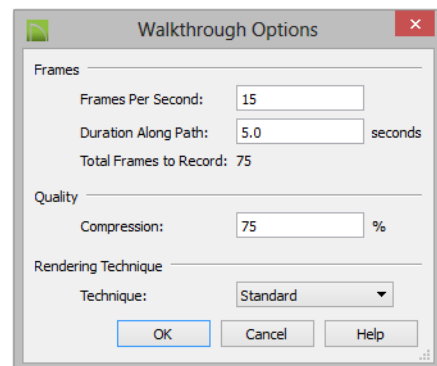 Walkthrough Options
Frames
Frames Per Second: 15
Duration Along Path: 5.0 seconds
Total Frames to Record: 75
Quality
Compression: 75 %
Rendering Technique
Technique: Standard
OK Cancel Help